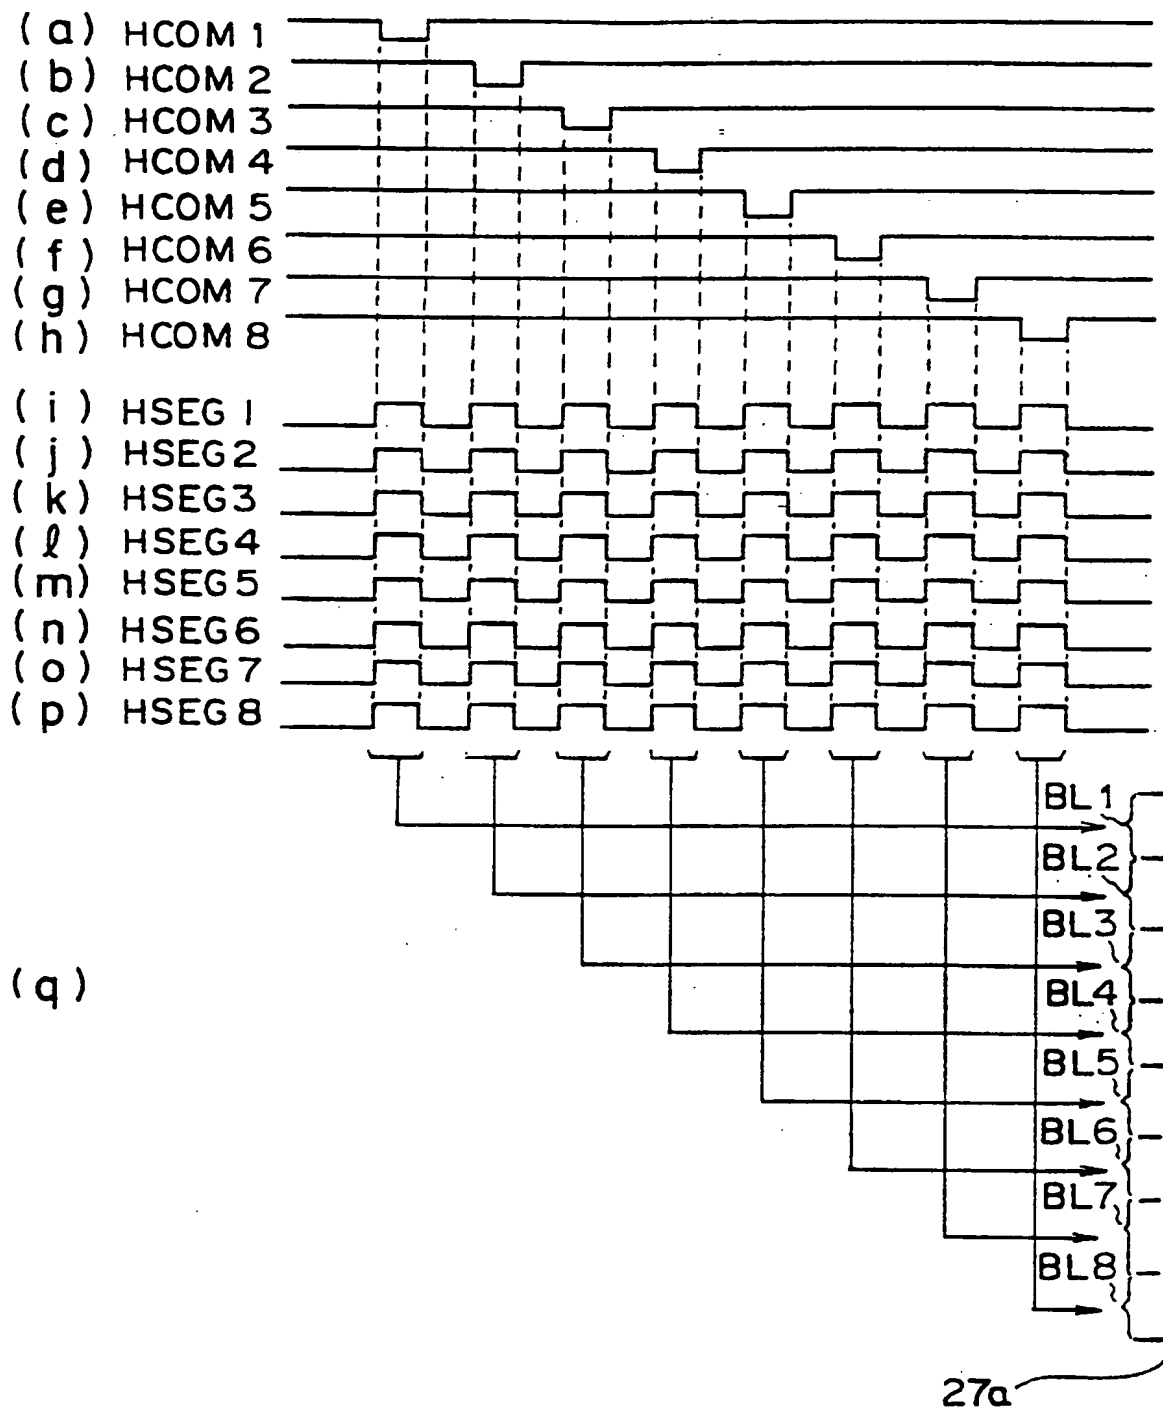 (a) HCOM 1
(b) HCOM 2
(c) HCOM 3
(d) HCOM 4
(e) HCOM 5
(f) HCOM 6
(g) HCOM 7
(h) HCOM 8
(i) HSEG 1
(j) HSEG 2
(k) HSEG 3
(ℓ) HSEG 4
(m) HSEG 5
(n) HSEG 6
(o) HSEG 7
(p) HSEG 8
BL1
BL2
BL3
(q)
BL4
BL5
BL6
BL7
BL8
27a